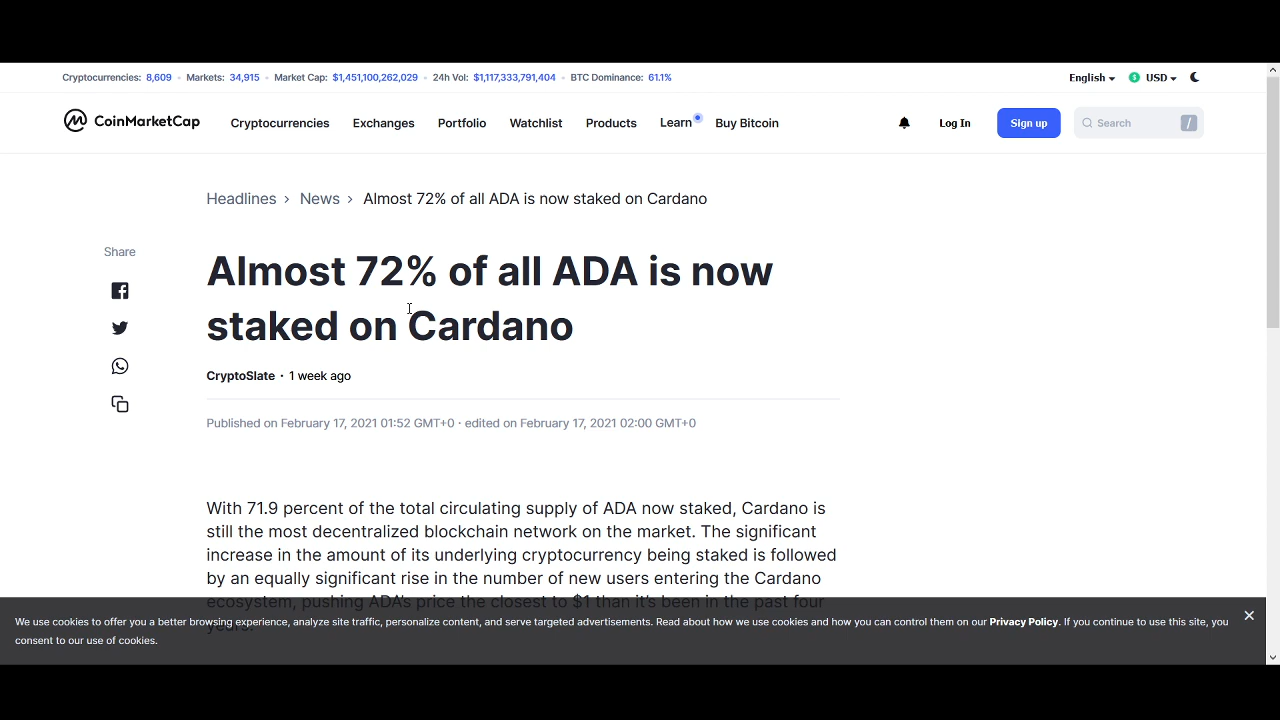 Cryptocurrencies: 8,609 • Markets: 34,915 • Market Cap: $1,451,100,262,029 • 24h Vol: $1,117,333,791,404 • BTC Dominance: 61.1%
English $ USD
CoinMarketCap Cryptocurrencies Exchanges Portfolio Watchlist Products Learn Buy Bitcoin Log In Sign up Search /
Headlines › News › Almost 72% of all ADA is now staked on Cardano
Share
Almost 72% of all ADA is now
staked on Cardano
CryptoSlate · 1 week ago
Published on February 17, 2021 01:52 GMT+0 · edited on February 17, 2021 02:00 GMT+0
With 71.9 percent of the total circulating supply of ADA now staked, Cardano is
still the most decentralized blockchain network on the market. The significant
increase in the amount of its underlying cryptocurrency being staked is followed
by an equally significant rise in the number of new users entering the Cardano
ecosystem, pushing ADA's price the closest to $1 than it's been in the past four
years.
We use cookies to offer you a better browsing experience, analyze site traffic, personalize content, and serve targeted advertisements. Read about how we use cookies and how you can control them on our Privacy Policy. If you continue to use this site, you
consent to our use of cookies.